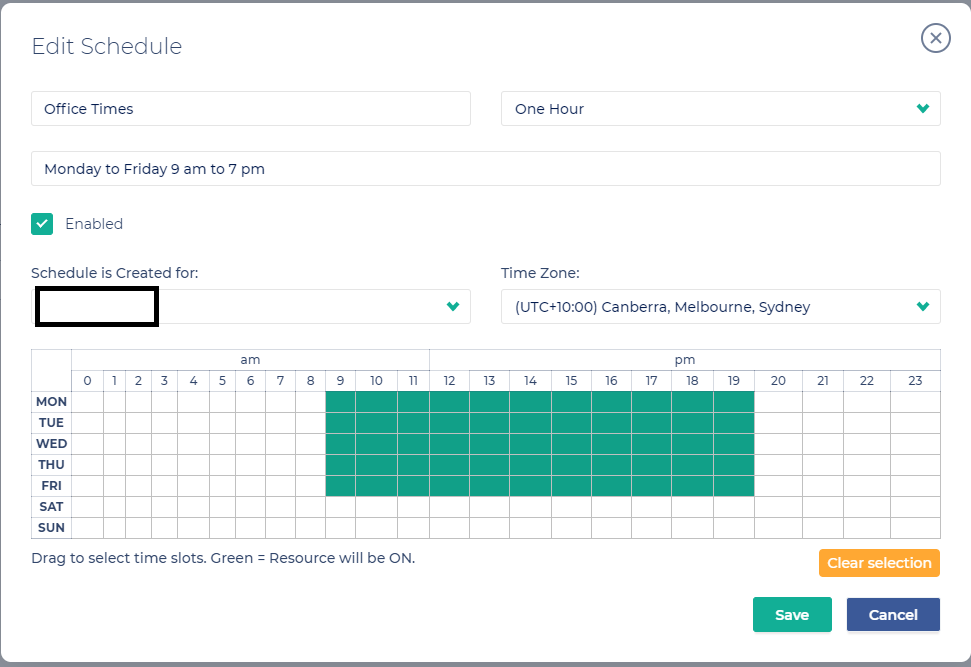 Edit Schedule
Office Times
One Hour
Monday to Friday 9 am to 7 pm
Enabled
Schedule is Created for:
Time Zone:
(UTC+10:00) Canberra, Melbourne, Sydney
am pm
0 1 2 3 4 5 6 7 8 9 10 11 12 13 14 15 16 17 18 19 20 21 22 23
MON
TUE
WED
THU
FRI
SAT
SUN
Drag to select time slots. Green = Resource will be ON.
Clear selection
Save
Cancel